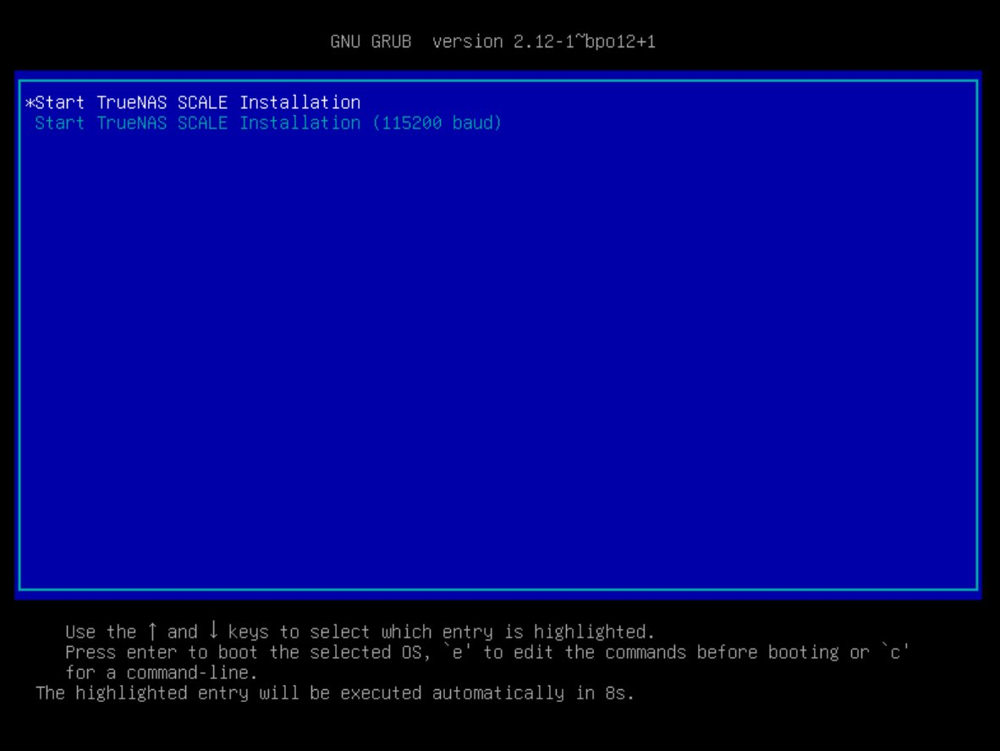 GNU GRUB  version 2.12-1~bpo12+1
*Start TrueNAS SCALE Installation
Start TrueNAS SCALE Installation (115200 baud)
Use the ↑ and ↓ keys to select which entry is highlighted.
Press enter to boot the selected OS, `e' to edit the commands before booting or `c'
for a command-line.
The highlighted entry will be executed automatically in 8s.